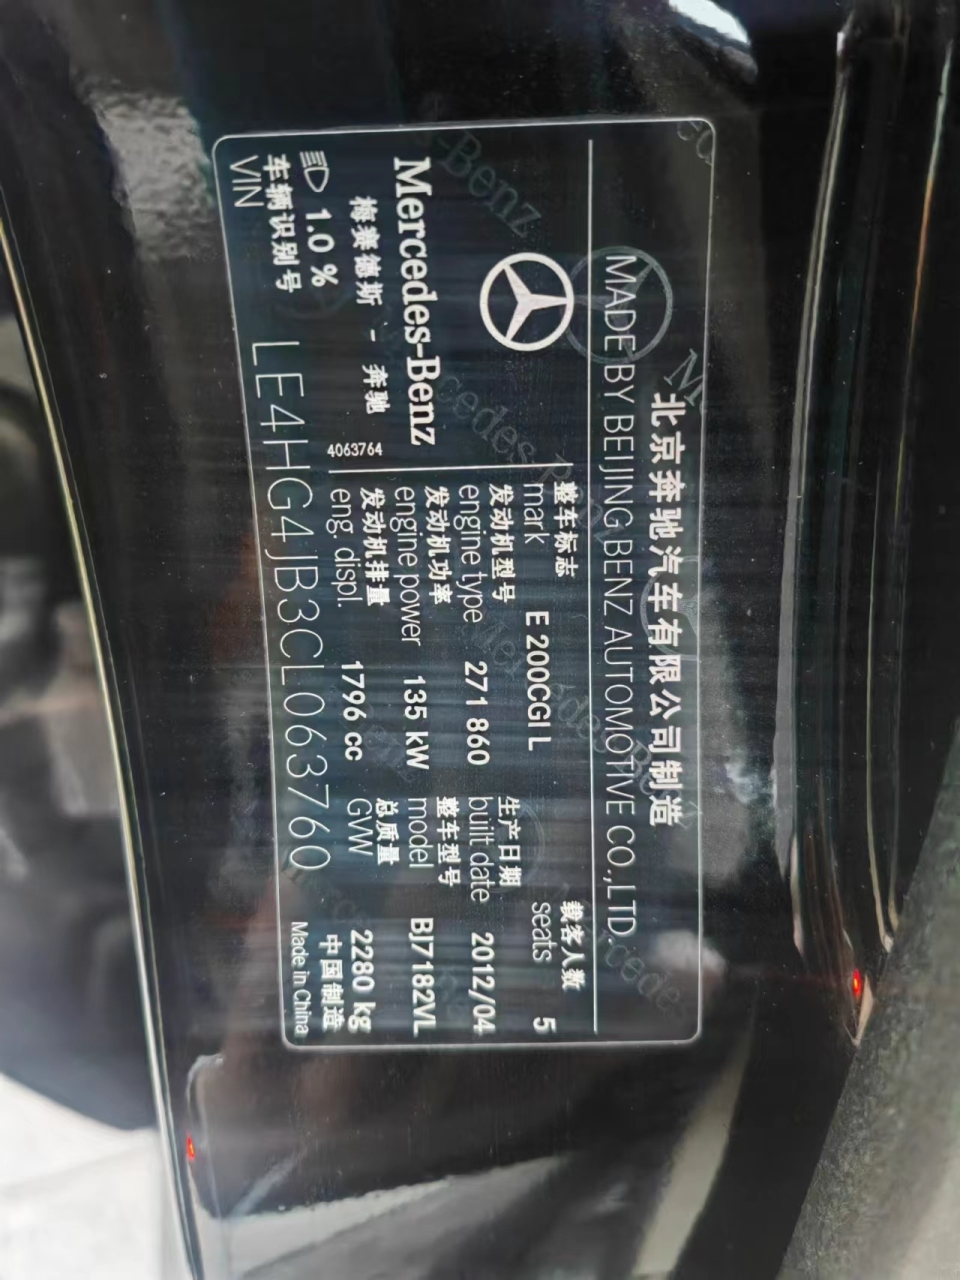 北京奔驰汽车有限公司制造
MADE BY BEIJING BENZ AUTOMOTIVE CO.,LTD.
Mercedes-Benz
梅赛德斯 - 奔驰
4063764
整车标志
mark E 200CGI L
载客人数
seats 5
发动机型号
engine type 271 860
生产日期
built date 2012/04
发动机功率
engine power 135 kW
整车型号
model BJ7182VL
发动机排量
eng. displ. 1796 cc
总质量
GVW 2280 kg
1.0 %
中国制造
Made in China
车辆识别号
VIN LE4HG4JB3CL063760